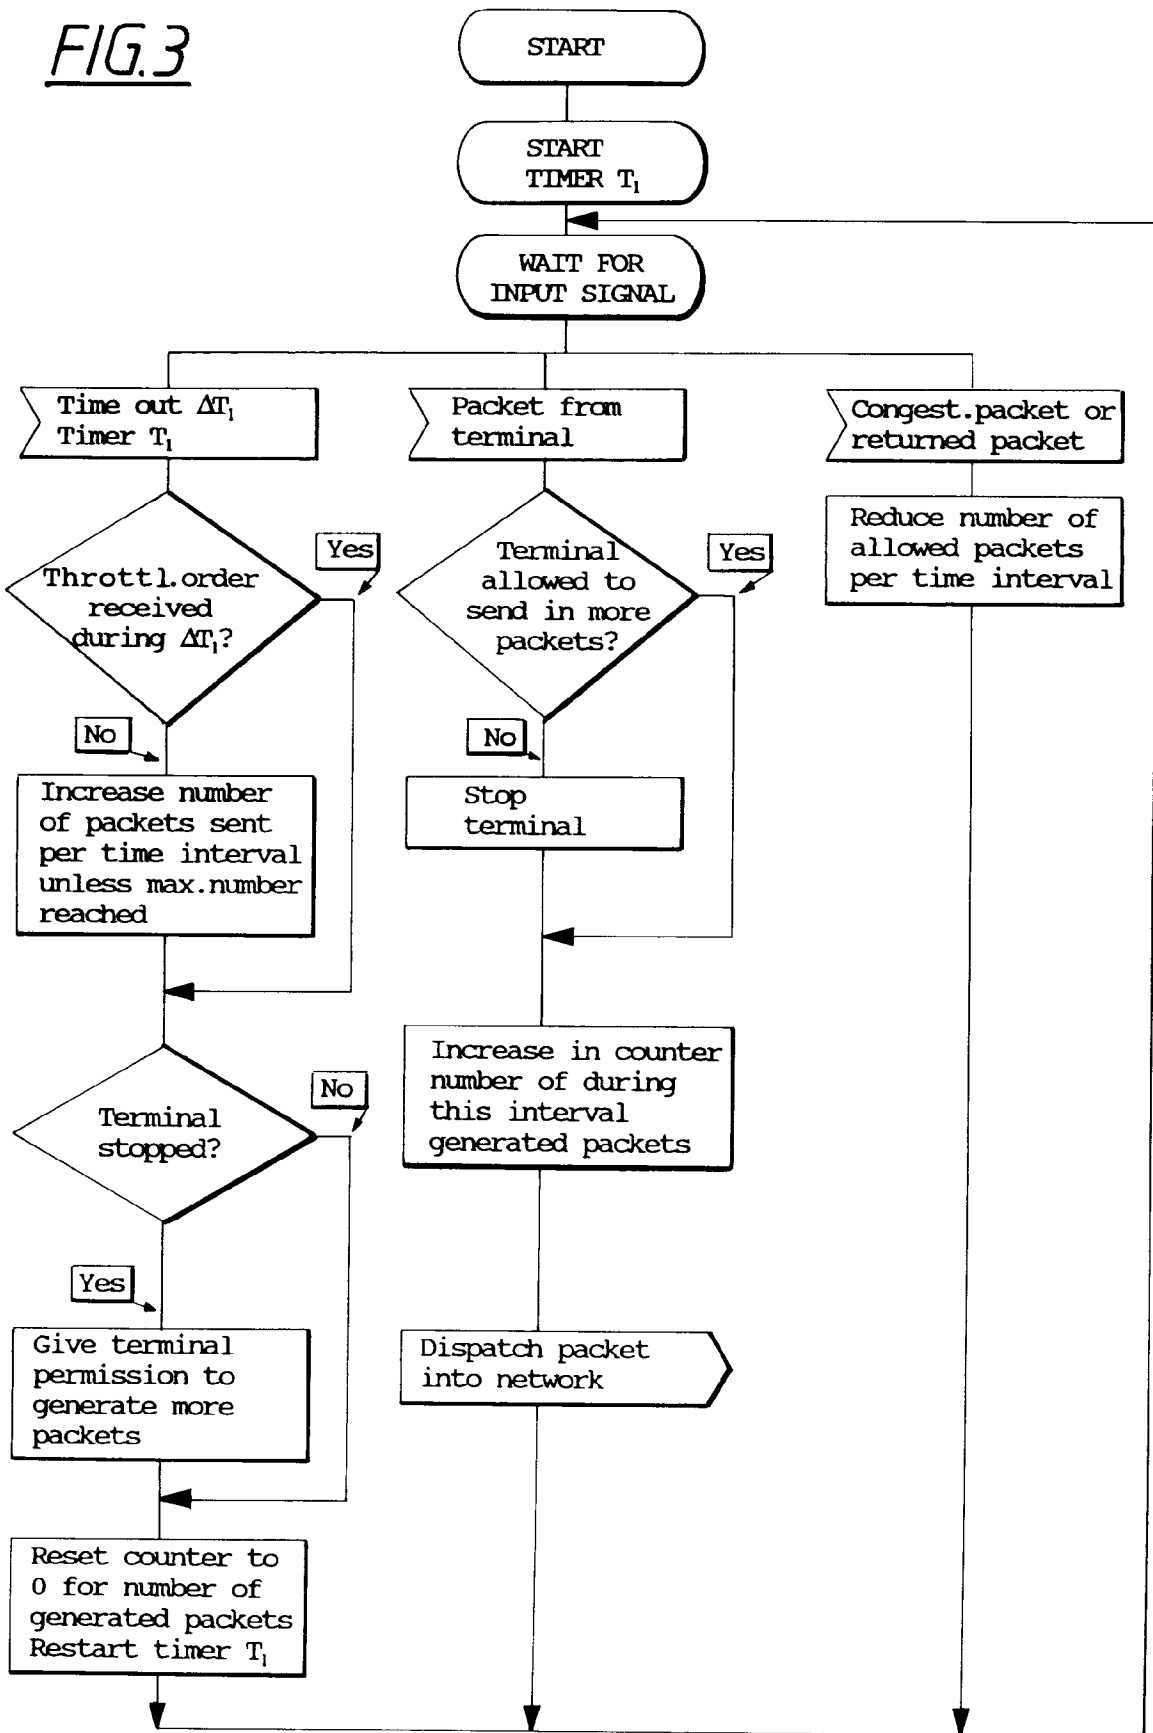 FIG.3
START
START
TIMER T₁
WAIT FOR
INPUT SIGNAL
Time out ΔT₁
Timer T₁
Throttl.order
received
during ΔT₁?
Yes
No
Increase number
of packets sent
per time interval
unless max.number
reached
Terminal
stopped?
No
Yes
Give terminal
permission to
generate more
packets
Reset counter to
0 for number of
generated packets
Restart timer T₁
Packet from
terminal
Terminal
allowed to
send in more
packets?
Yes
No
Stop
terminal
Increase in counter
number of during
this interval
generated packets
Dispatch packet
into network
Congest.packet or
returned packet
Reduce number of
allowed packets
per time interval